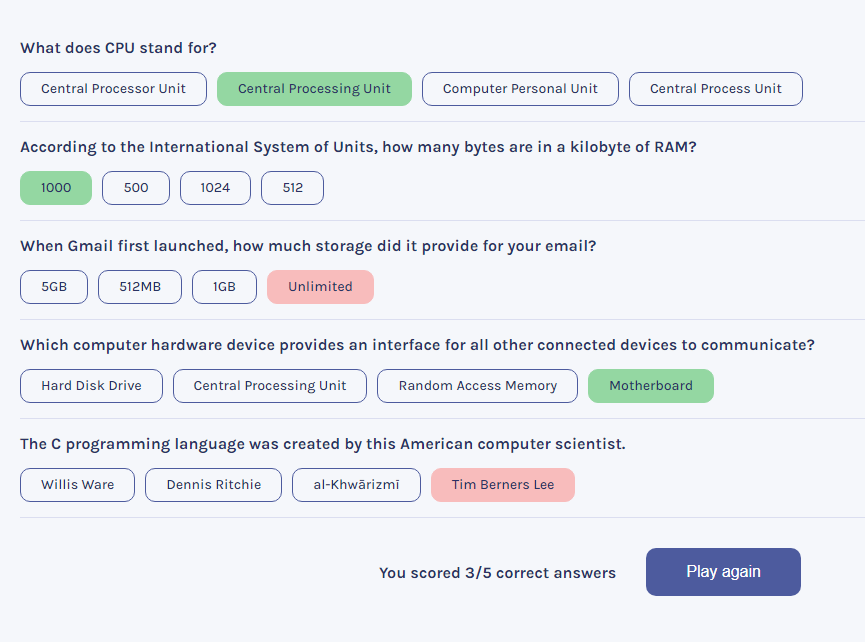 What does CPU stand for?
Central Processor Unit Central Processing Unit Computer Personal Unit Central Process Unit
According to the International System of Units, how many bytes are in a kilobyte of RAM?
1000 500 1024 512
When Gmail first launched, how much storage did it provide for your email?
5GB 512MB 1GB Unlimited
Which computer hardware device provides an interface for all other connected devices to communicate?
Hard Disk Drive Central Processing Unit Random Access Memory Motherboard
The C programming language was created by this American computer scientist.
Willis Ware Dennis Ritchie al-Khwārizmī Tim Berners Lee
You scored 3/5 correct answers Play again